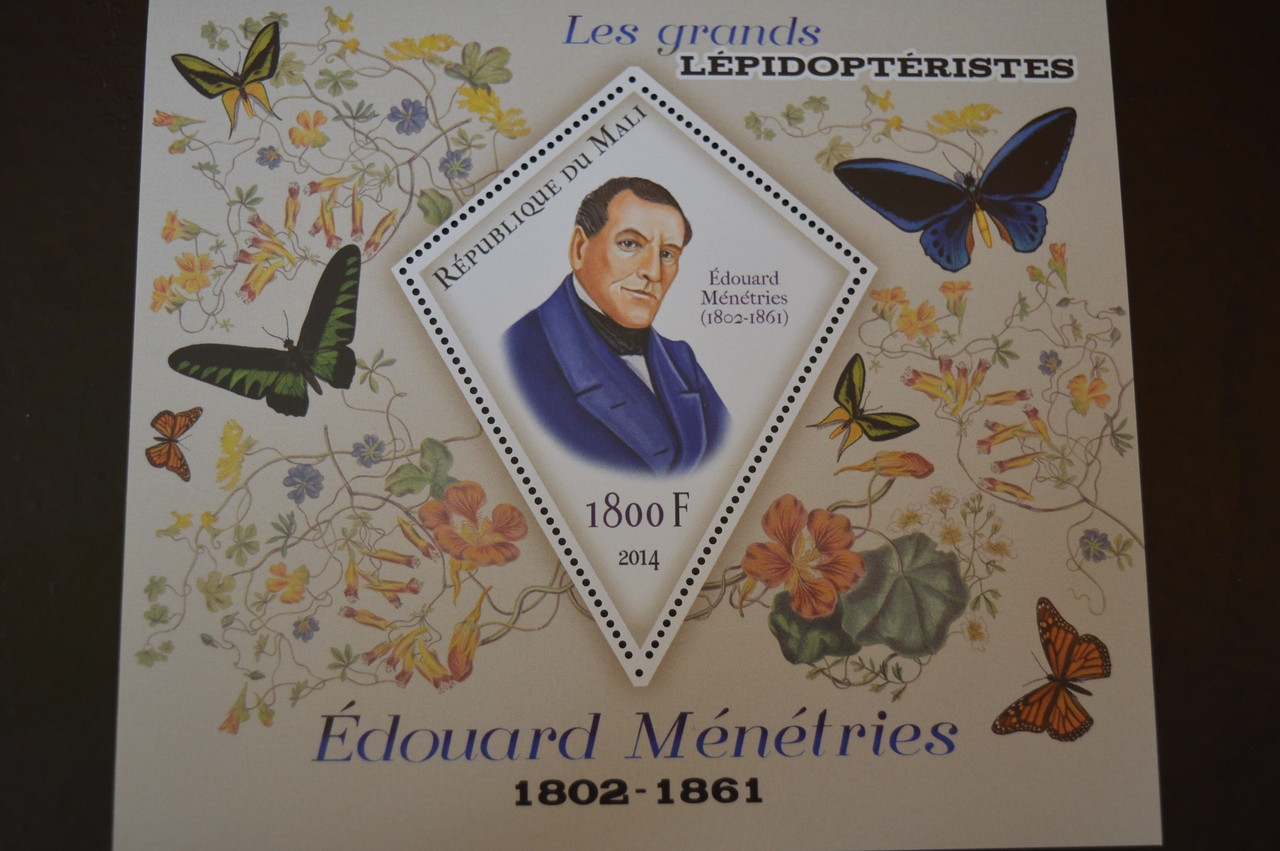 Les grands
LÉPIDOPTÉRISTES
RÉPUBLIQUE DU MALI
Édouard
Ménétries
(1802-1861)
1800 F
2014
Édouard Ménétries
1802-1861